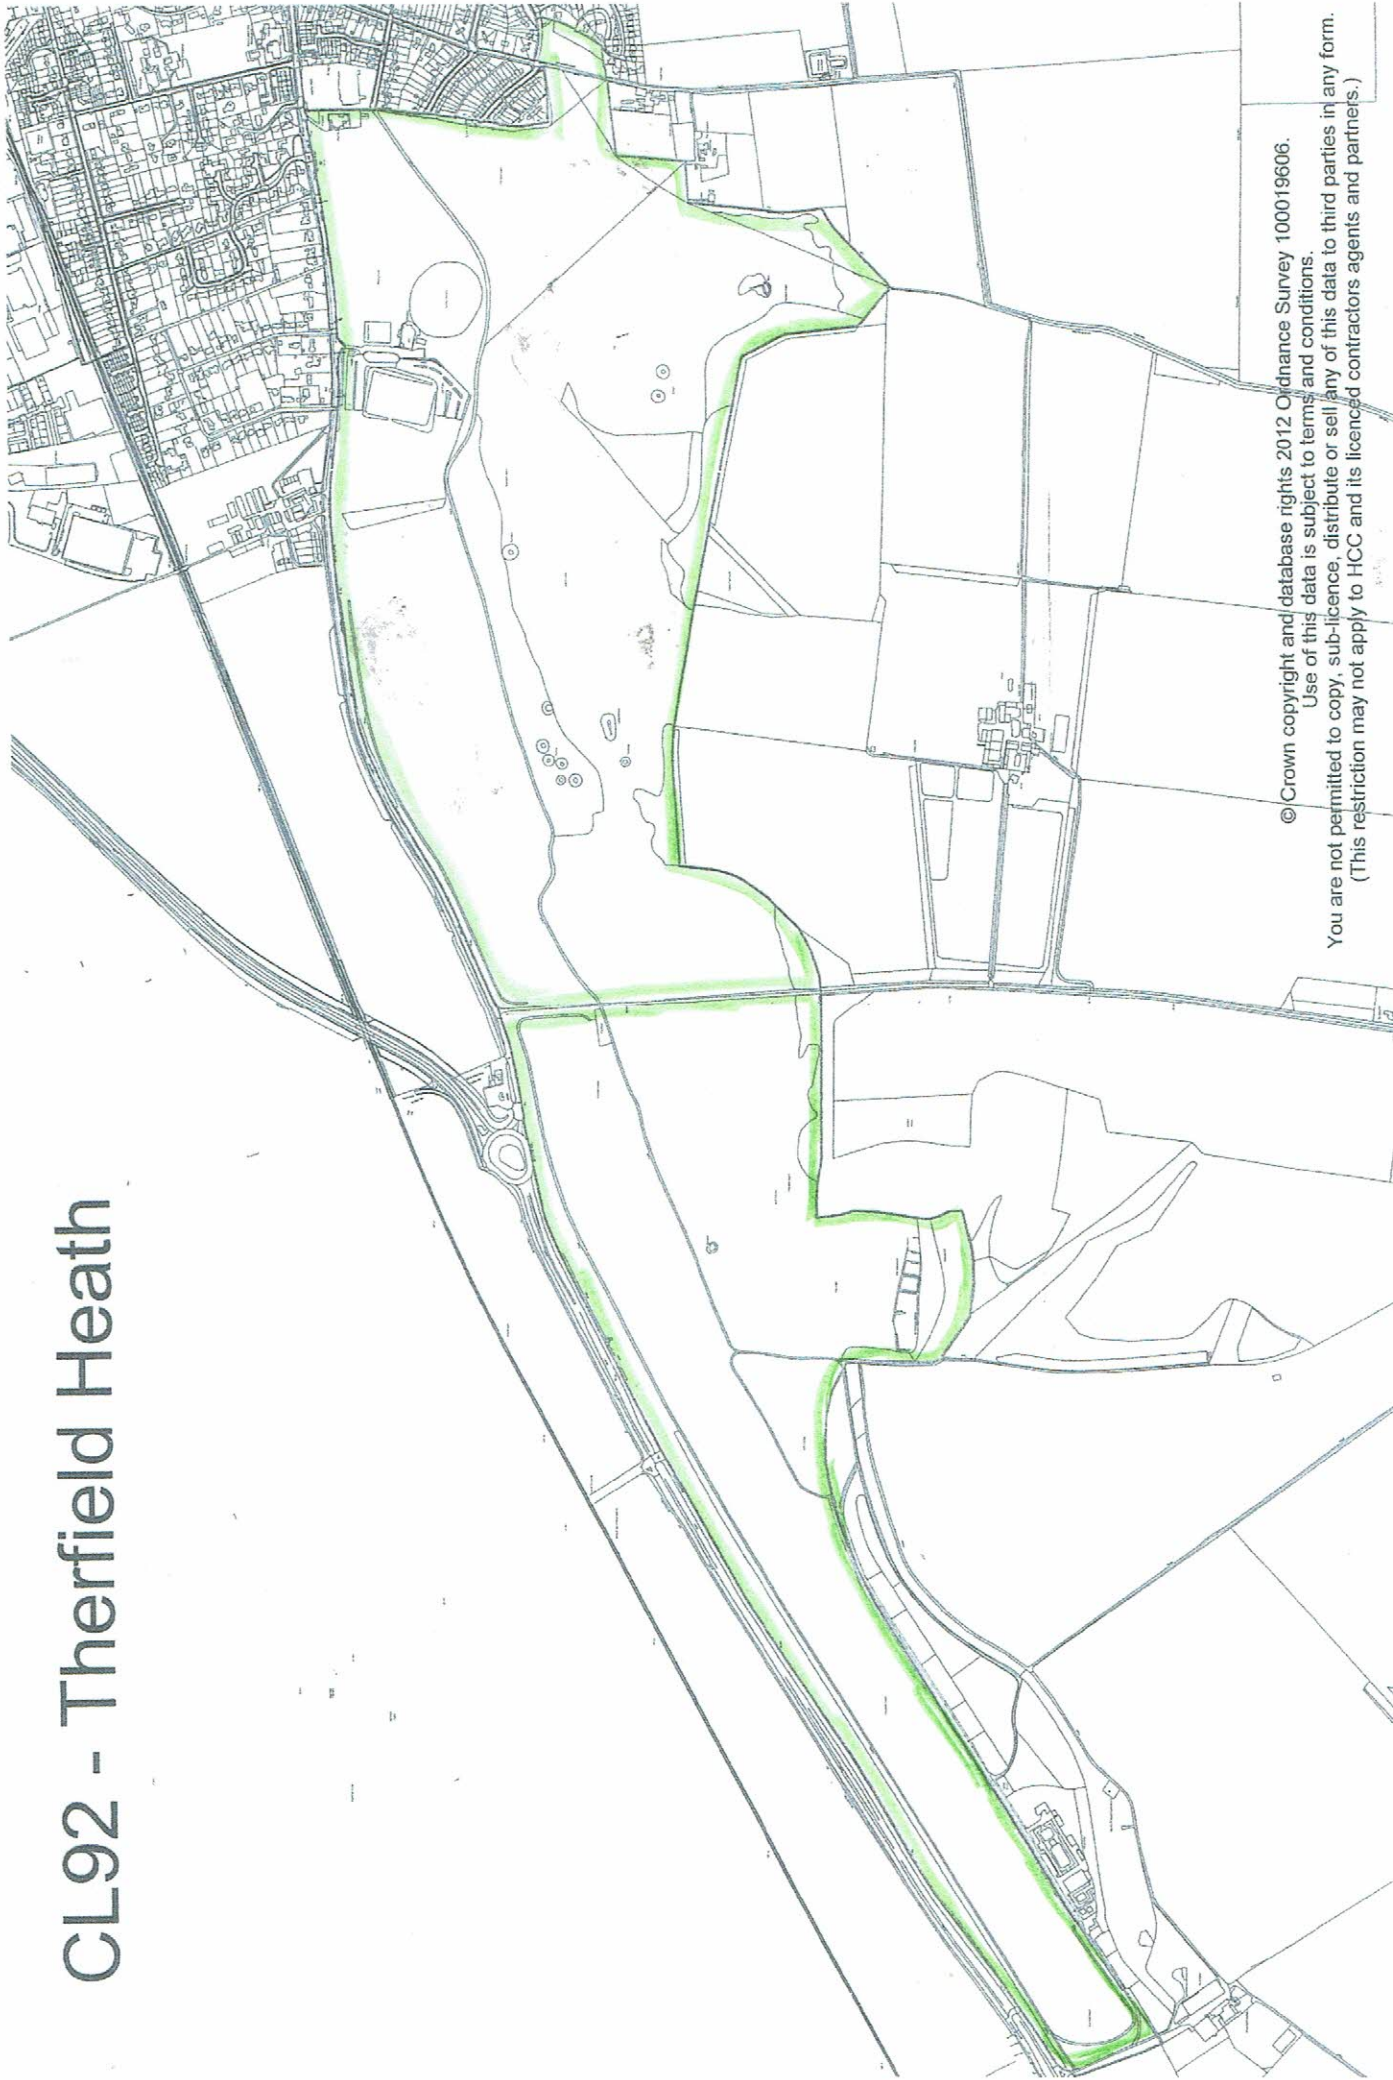 CL92 - Therfield Heath
© Crown copyright and database rights 2012 Ordnance Survey 100019606.
Use of this data is subject to terms and conditions.
You are not permitted to copy, sub-licence, distribute or sell any of this data to third parties in any form.
(This restriction may not apply to HCC and its licenced contractors agents and partners.)